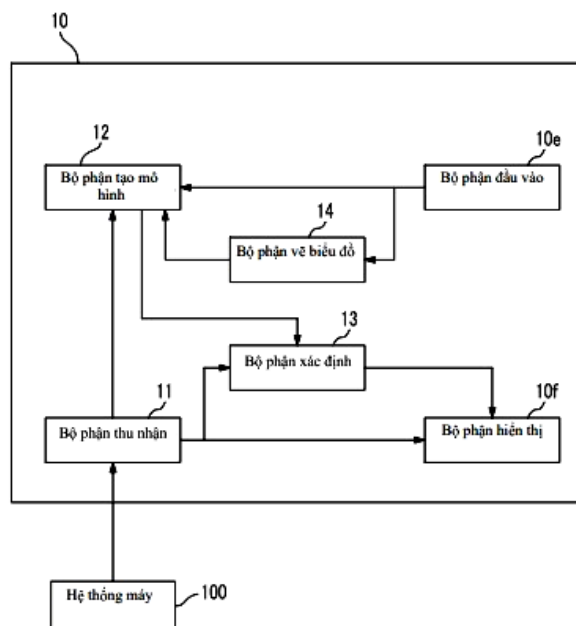 10
12
Bộ phận tạo mô
hình
10e
Bộ phận đầu vào
14
Bộ phận vẽ biểu đồ
13
Bộ phận xác định
11
Bộ phận thu nhận
10f
Bộ phận hiển thị
Hệ thống máy
100